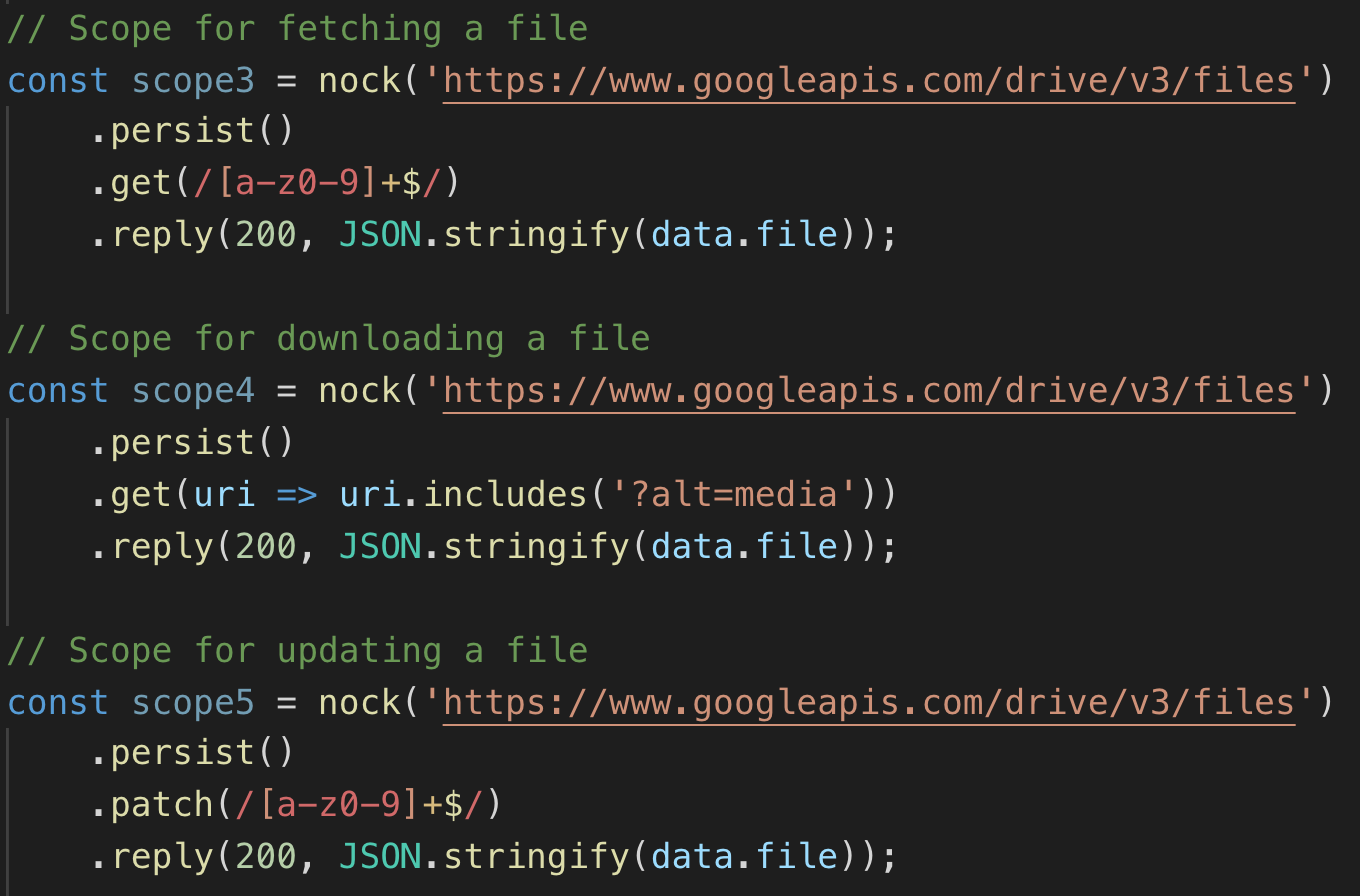 // Scope for fetching a file
const scope3 = nock('https://www.googleapis.com/drive/v3/files')
    .persist()
    .get(/[a-z0-9]+$/)
    .reply(200, JSON.stringify(data.file));

// Scope for downloading a file
const scope4 = nock('https://www.googleapis.com/drive/v3/files')
    .persist()
    .get(uri => uri.includes('?alt=media'))
    .reply(200, JSON.stringify(data.file));

// Scope for updating a file
const scope5 = nock('https://www.googleapis.com/drive/v3/files')
    .persist()
    .patch(/[a-z0-9]+$/)
    .reply(200, JSON.stringify(data.file));